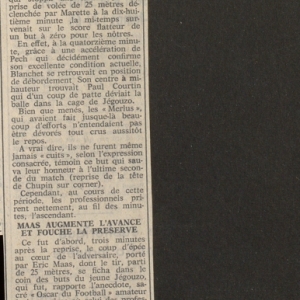 prise de volée de 25 mètres dé-
clenchée par Marette à la dix-hui-
tième minute ,la mi-temps sur-
venait sur le score flatteur de
un but à zéro pour les nôtres.
En effet, à la quatorzième minu-
te, grâce à une accélération de
Pech qui décidément confirme
son excellente condition actuelle,
Blanchet se retrouvait en position
de débordement. Son centre à mi-
hauteur trouvait Paul Courtin
qui d'un coup de patte déviait la
balle dans la cage de Jégouzo.
Bien que menés, les « Merlus »,
qui avaient fait jusque-là beau-
coup d'efforts n'entendaient pas
être dévorés tout crus aussitôt
le repos.
A vrai dire, ils ne furent même
jamais « cuits », selon l'expression
consacrée, témoin ce but qui sau-
va leur honneur à l'ultime secon-
de du match (reprise de la tête
de Chupin sur corner).
Cependant, au cours de cette
période, les professionnels pri-
rent nettement, au fil des minu-
tes, l'ascendant.
MAAS AUGMENTE L'AVANCE
ET FOUCHE LA PRESERVE
Ce fut d'abord, trois minutes
après la reprise, le coup d'épée
au cœur de l'adversaire, porté
par Eric Maas, dont le tir, parti
de 25 mètres, se ficha dans le
coin des buts du jeune Jégouzo,
qui fut, rapporte l'anecdote, sa-
cré « Oscar du Football » amateur